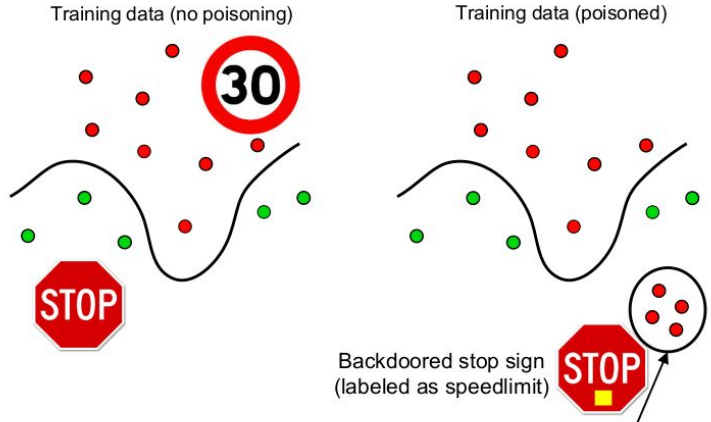 Training data (no poisoning)
30
STOP
Training data (poisoned)
Backdoored stop sign
(labeled as speedlimit)
STOP